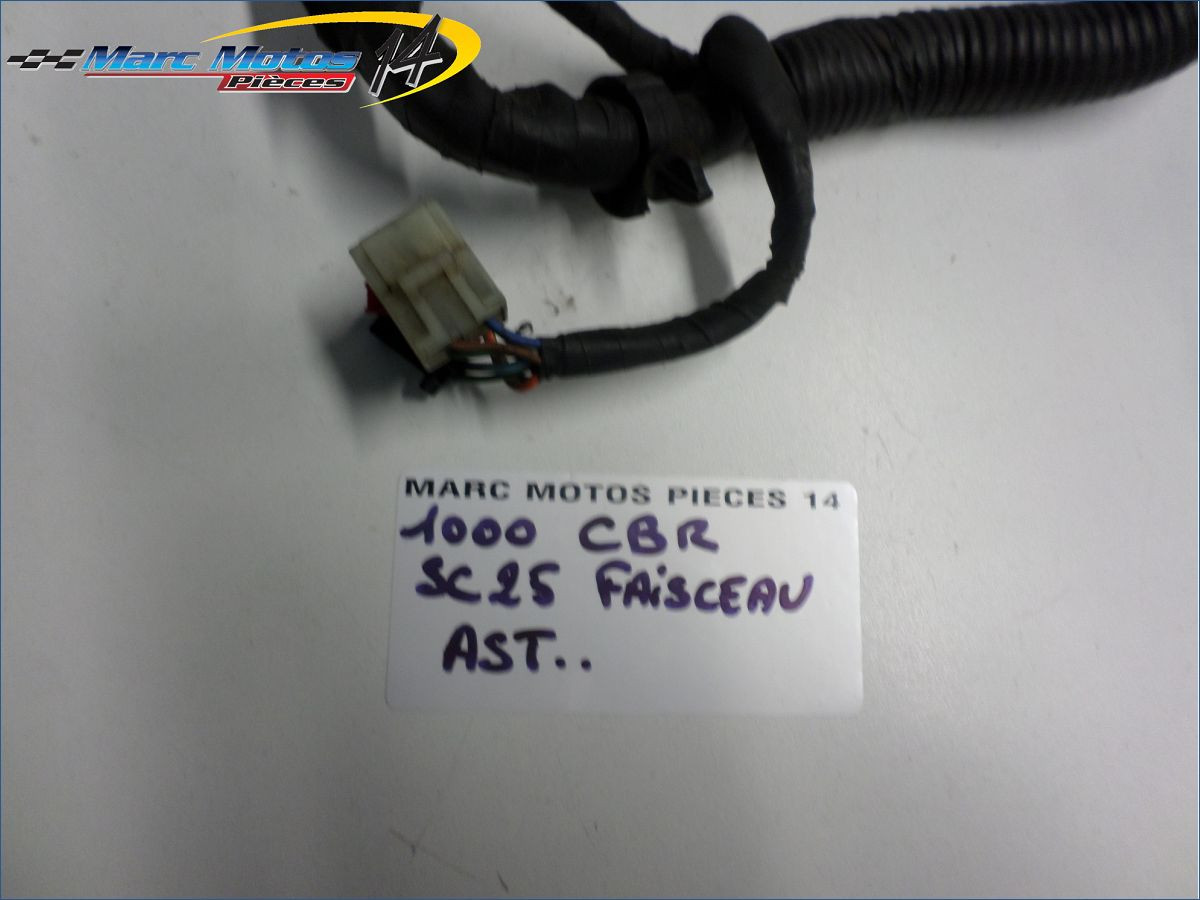 Marc Motos 14
Pièces
MARC MOTOS PIECES 14
1000 CBR
SC25 FAiSCEAU
AST..